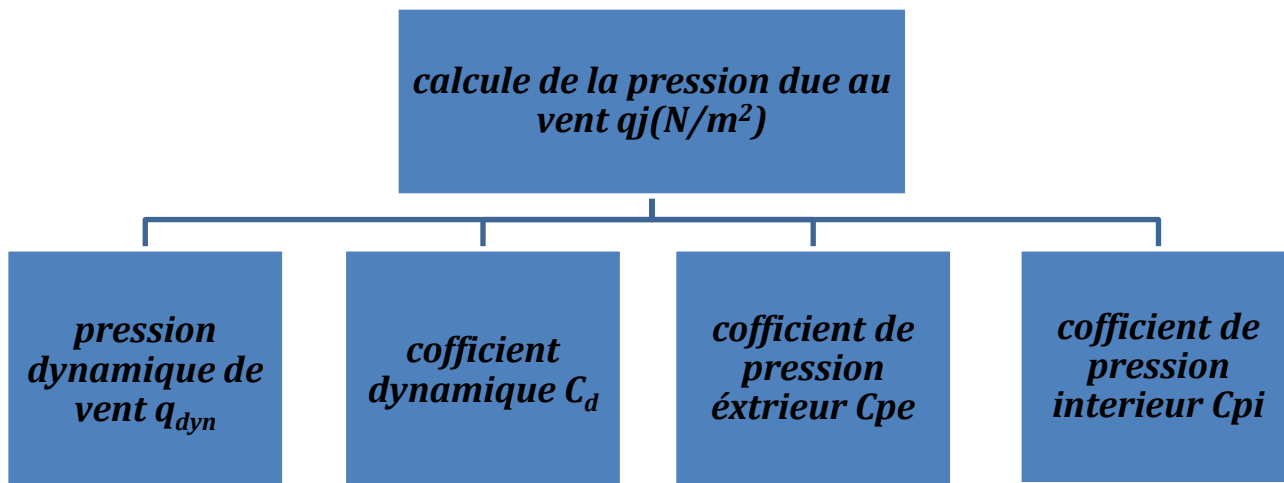 calcule de la pression due au
vent qj(N/m²)
pression
dynamique de
vent q_dyn
cofficient
dynamique C_d
cofficient de
pression
éxtrieur Cpe
cofficient de
pression
interieur Cpi